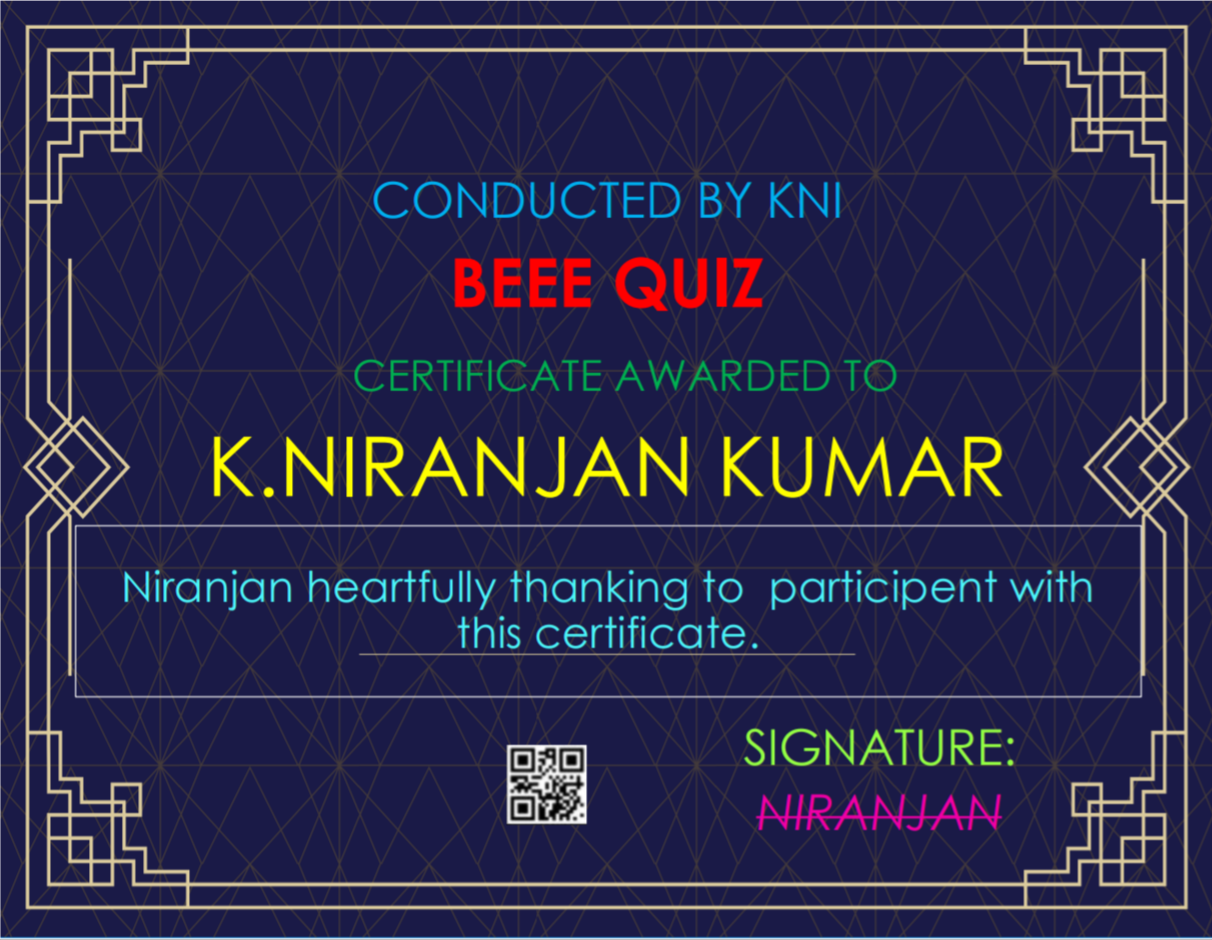 CONDUCTED BY KNI
BEEE QUIZ
CERTIFICATE AWARDED TO
K.NIRANJAN KUMAR
Niranjan heartfully thanking to  participent with
this certificate.
SIGNATURE:
NIRANJAN